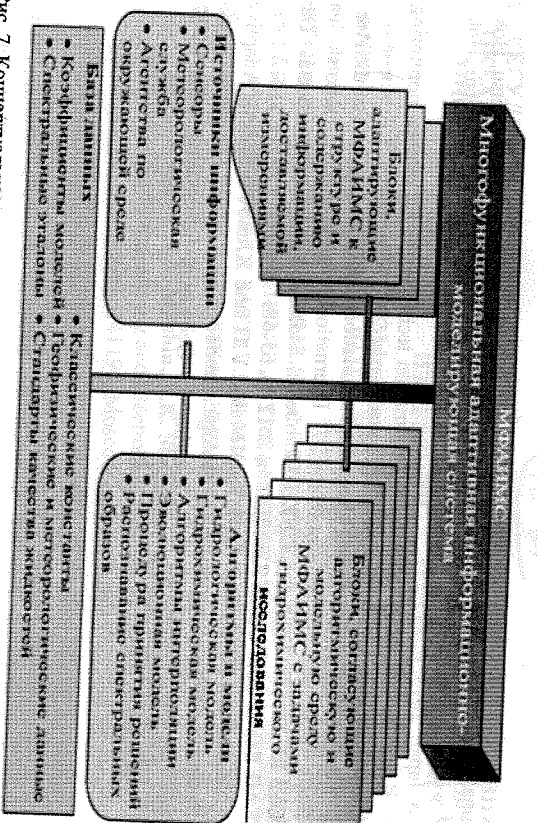 МФАИМС
Многофункциональная адаптивная информационно-
моделирующая система
Блоки,
адаптирующие
МФАИМС к
структуре и
содержанию
информации,
доставляемой
измерениями
Блоки, согласующие
алгоритмическую и
модельную среду
МФАИМС с задачами
гидрохимического
исследования
Источники информации
• Сенсоры
• Метеорологическая
служба
• Агентства по
окружающей среде
Алгоритмы и модели
• Гидрологическая модель
• Гидрохимическая модель
• Алгоритмы интерполяции
• Эволюционная модель
• Процедура принятия решений
• Распознавание спектральных
образов
База данных
• Классические константы
• Коэффициенты моделей • Геофизические и метеорологические данные
• Спектральные эталоны • Стандарты качества жидкостей
7